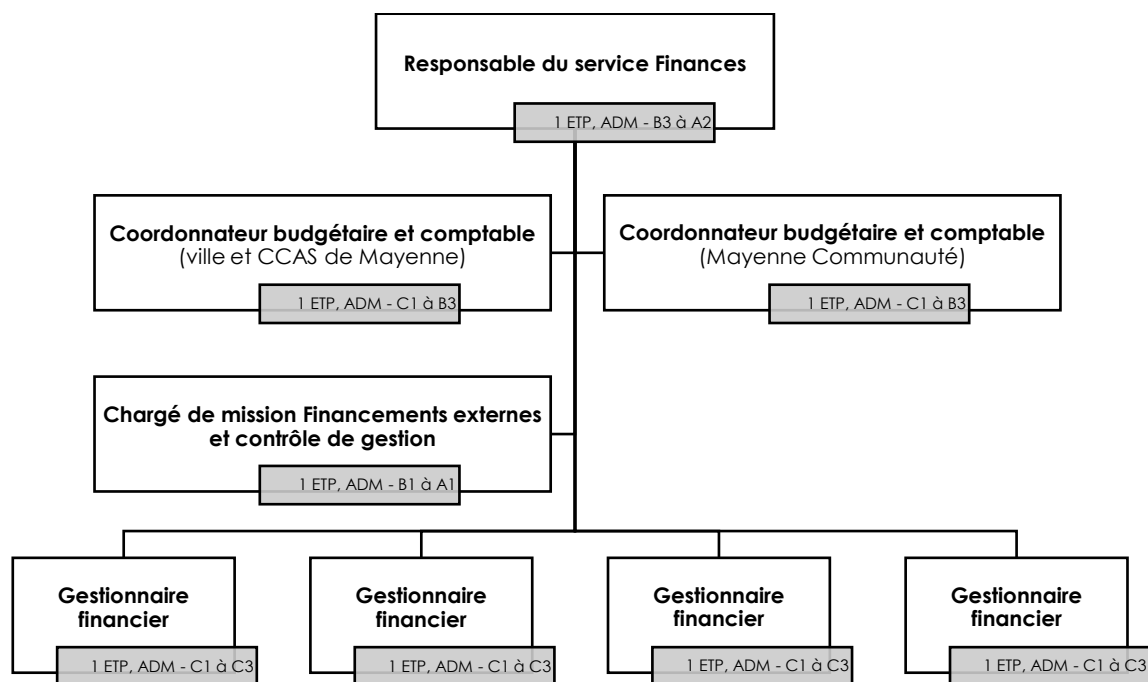 Responsable du service Finances
1 ETP, ADM - B3 à A2
Coordonnateur budgétaire et comptable
(ville et CCAS de Mayenne)
1 ETP, ADM - C1 à B3
Coordonnateur budgétaire et comptable
(Mayenne Communauté)
1 ETP, ADM - C1 à B3
Chargé de mission Financements externes
et contrôle de gestion
1 ETP, ADM - B1 à A1
Gestionnaire
financier
1 ETP, ADM - C1 à C3
Gestionnaire
financier
1 ETP, ADM - C1 à C3
Gestionnaire
financier
1 ETP, ADM - C1 à C3
Gestionnaire
financier
1 ETP, ADM - C1 à C3